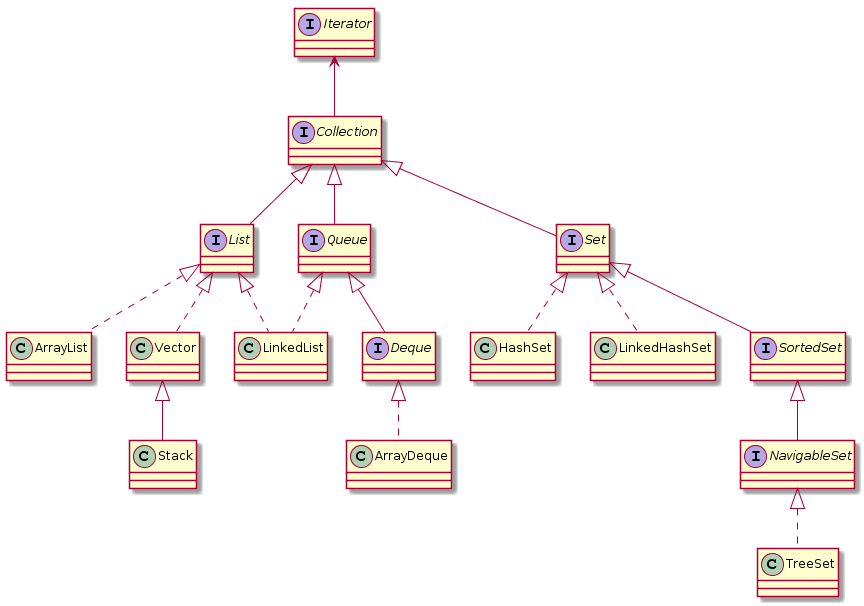 I Iterator
I Collection
I List
I Queue
I Set
C ArrayList
C Vector
C LinkedList
I Deque
C HashSet
C LinkedHashSet
I SortedSet
C Stack
C ArrayDeque
I NavigableSet
C TreeSet